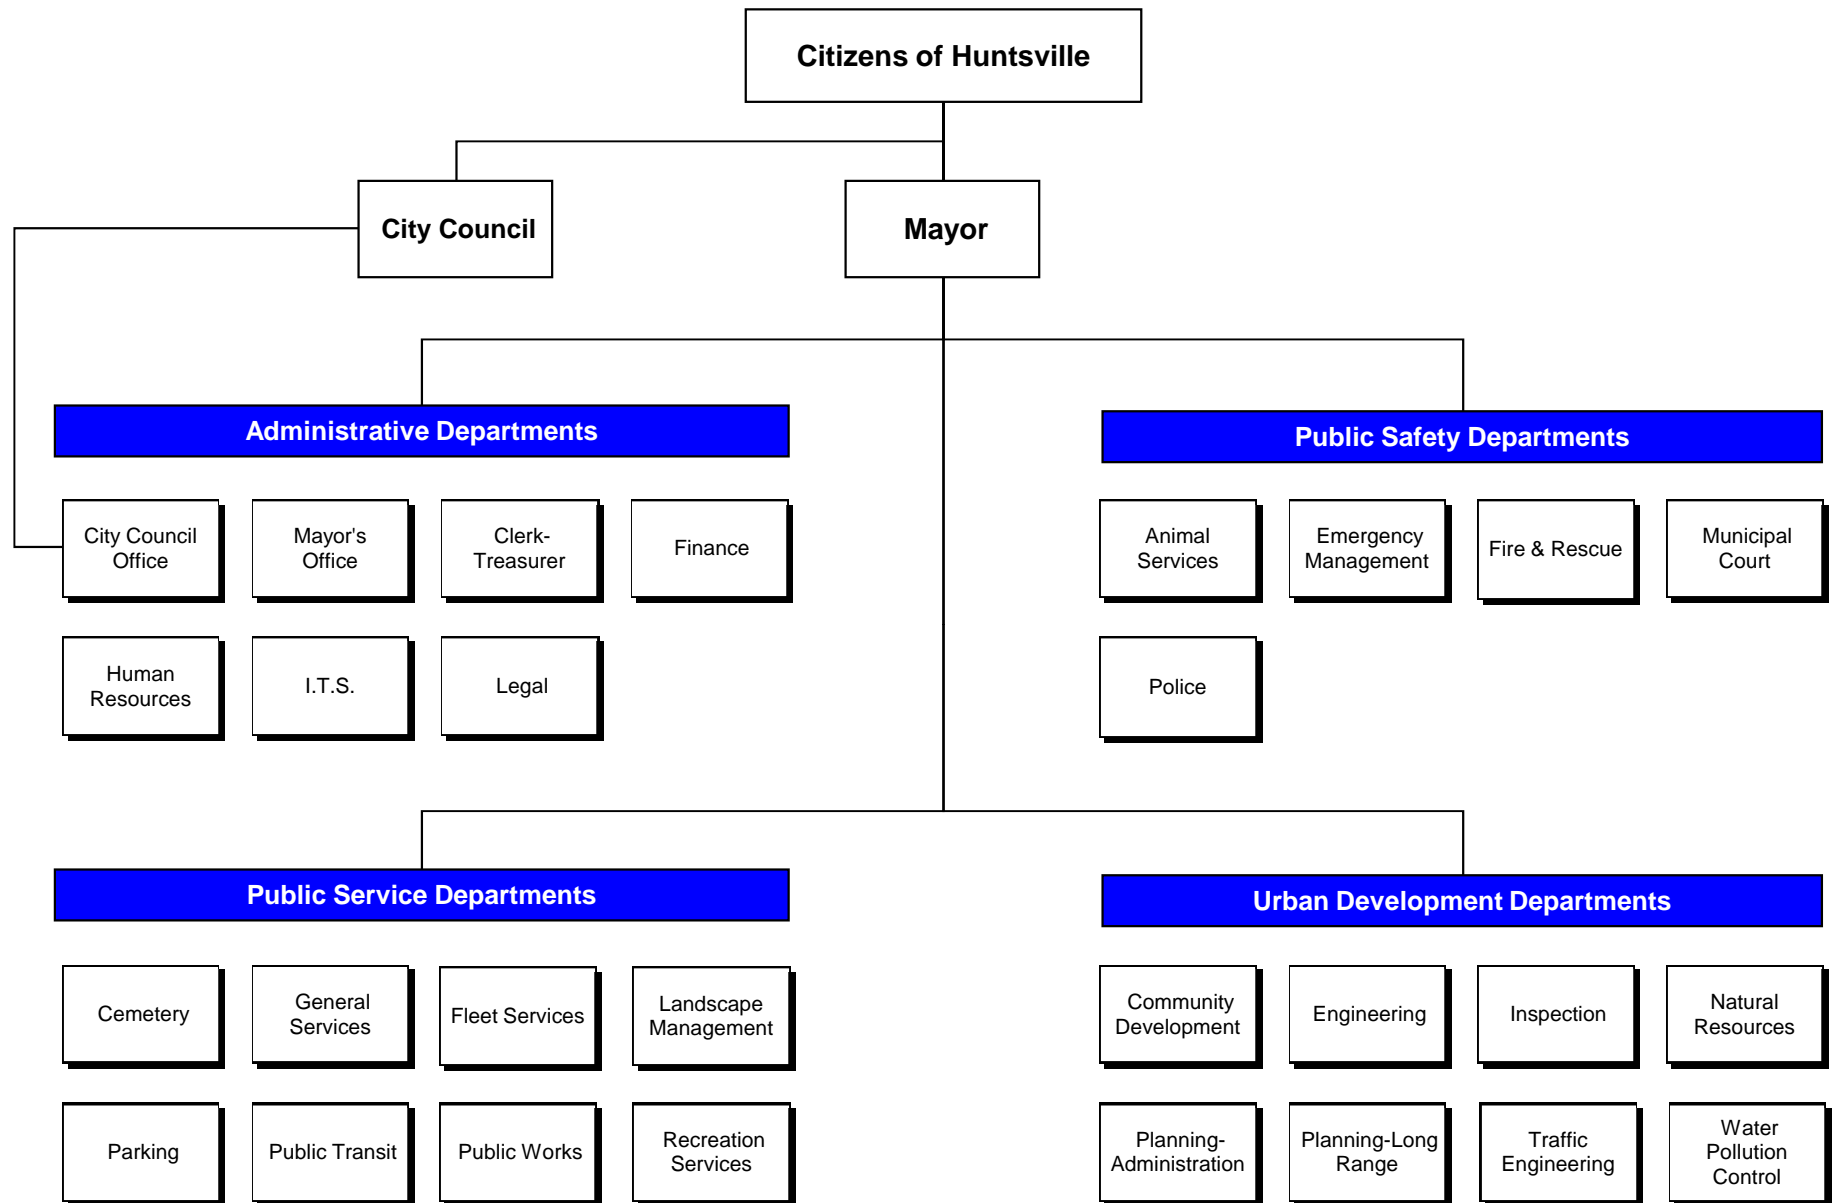 Citizens of Huntsville
City Council
Mayor
Administrative Departments
Public Safety Departments
City Council
Office
Mayor's
Office
Clerk-
Treasurer
Finance
Animal
Services
Emergency
Management
Fire & Rescue
Municipal
Court
Human
Resources
I.T.S.
Legal
Police
Public Service Departments
Urban Development Departments
Cemetery
General
Services
Fleet Services
Landscape
Management
Community
Development
Engineering
Inspection
Natural
Resources
Parking
Public Transit
Public Works
Recreation
Services
Planning-
Administration
Planning-Long
Range
Traffic
Engineering
Water
Pollution
Control